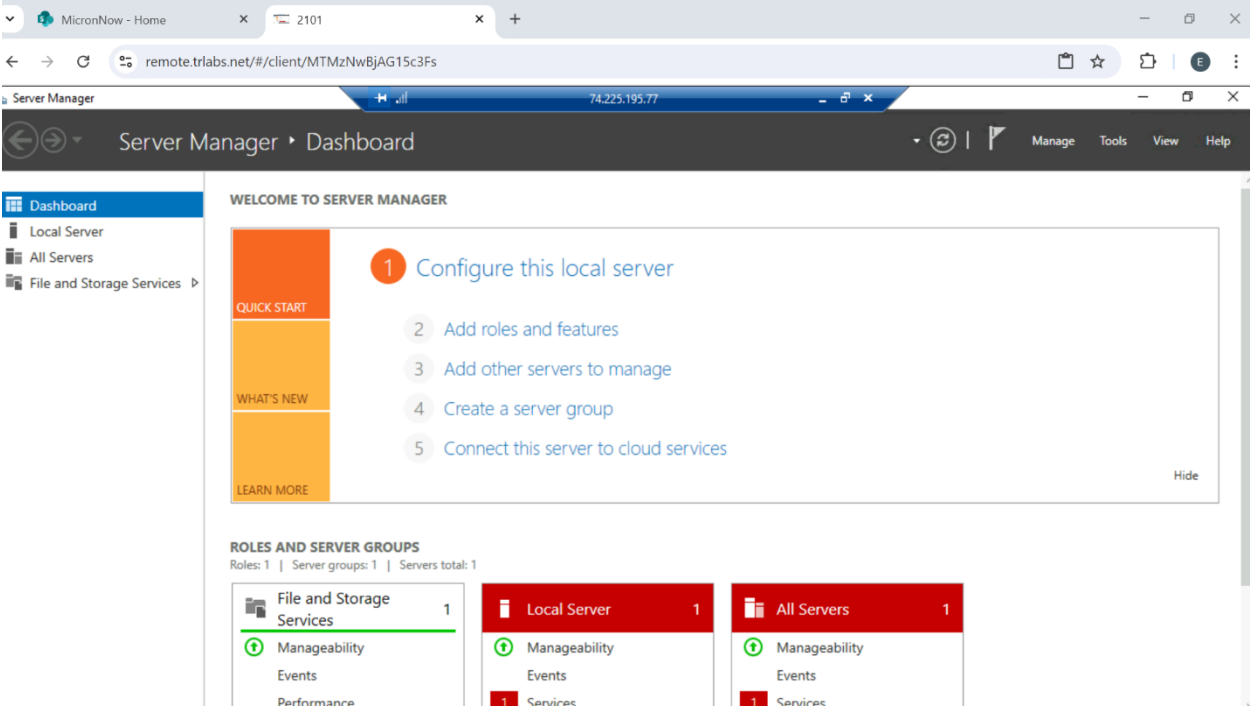 MicronNow - Home
2101
remote.trlabs.net/#/client/MTMzNwBjAG15c3Fs
E
Server Manager
74.225.195.77
Server Manager ‣ Dashboard
Manage Tools View Help
Dashboard
Local Server
All Servers
File and Storage Services
WELCOME TO SERVER MANAGER
QUICK START
WHAT'S NEW
LEARN MORE
1 Configure this local server
2 Add roles and features
3 Add other servers to manage
4 Create a server group
5 Connect this server to cloud services
Hide
ROLES AND SERVER GROUPS
Roles: 1 | Server groups: 1 | Servers total: 1
File and Storage
Services 1
Manageability
Events
Performance
Local Server 1
Manageability
Events
1 Services
All Servers 1
Manageability
Events
1 Services